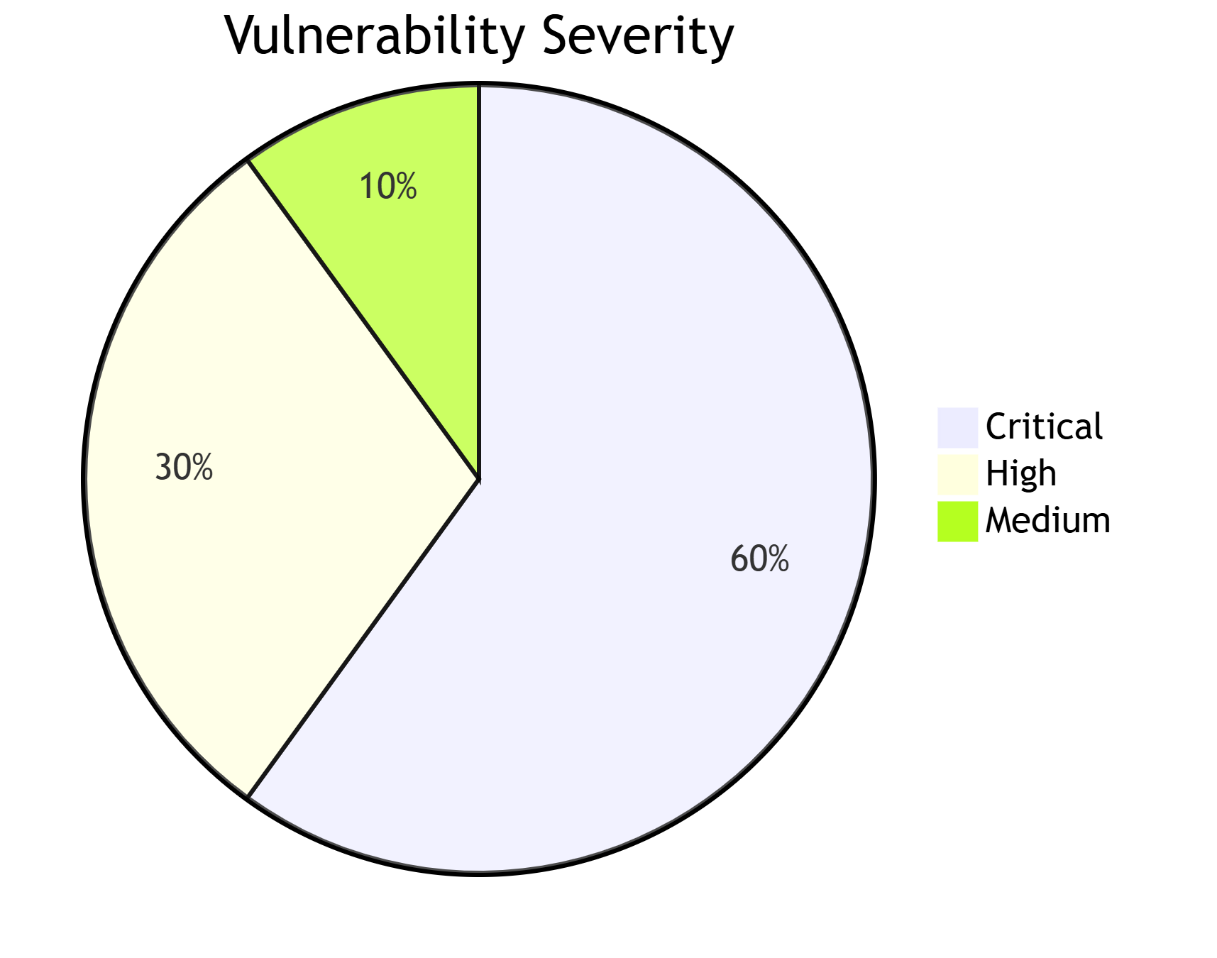 Vulnerability Severity
10%
30%
60%
Critical
High
Medium